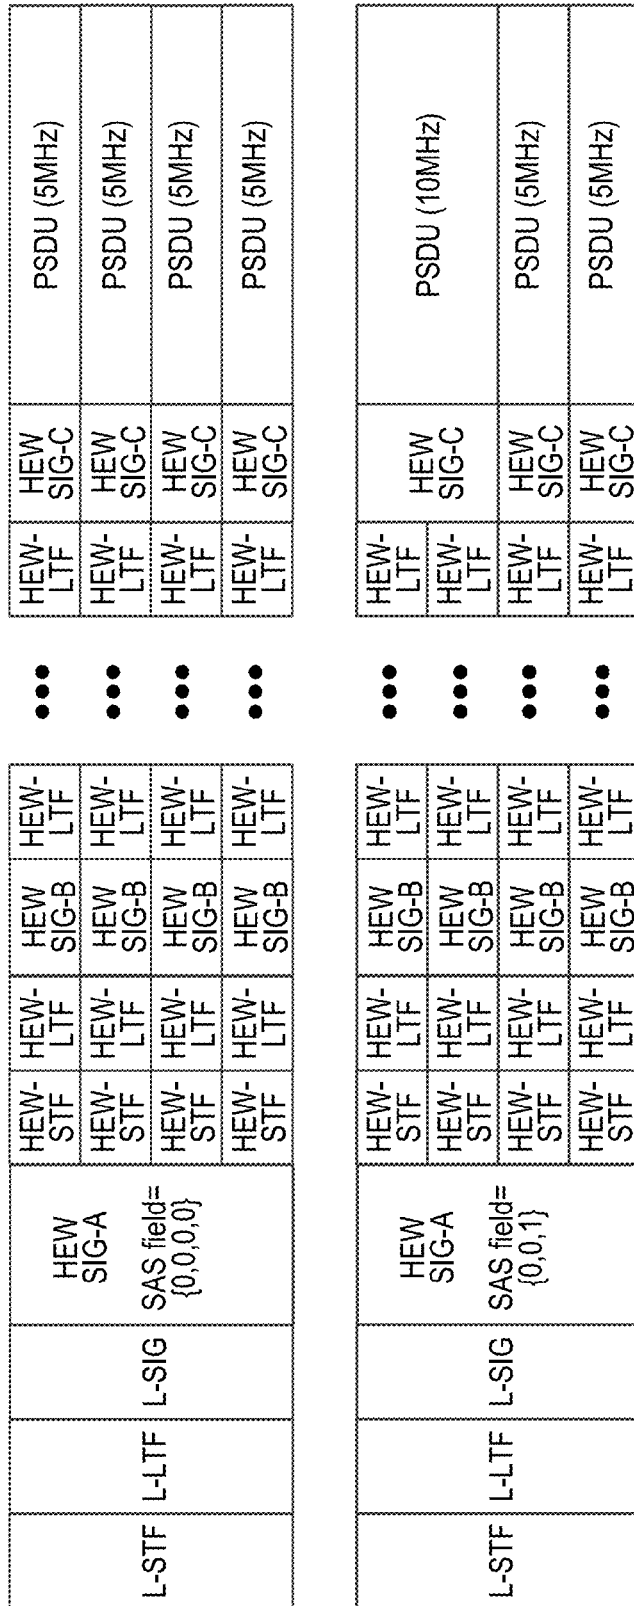 L-STF
L-LTF
L-SIG
HEW
SIG-A
SAS field=
{0,0,0,0}
HEW-
STF
HEW-
LTF
HEW
SIG-B
HEW-
LTF
HEW-
LTF
HEW
SIG-C
PSDU (5MHz)
HEW-
STF
HEW-
LTF
HEW
SIG-B
HEW-
LTF
HEW-
LTF
HEW
SIG-C
PSDU (5MHz)
HEW-
STF
HEW-
LTF
HEW
SIG-B
HEW-
LTF
HEW-
LTF
HEW
SIG-C
PSDU (5MHz)
HEW-
STF
HEW-
LTF
HEW
SIG-B
HEW-
LTF
HEW-
LTF
HEW
SIG-C
PSDU (5MHz)
L-STF
L-LTF
L-SIG
HEW
SIG-A
SAS field=
{0,0,1}
HEW-
STF
HEW-
LTF
HEW
SIG-B
HEW-
LTF
HEW-
LTF
HEW
SIG-C
PSDU (10MHz)
HEW-
STF
HEW-
LTF
HEW
SIG-B
HEW-
LTF
HEW-
LTF
HEW-
STF
HEW-
LTF
HEW
SIG-B
HEW-
LTF
HEW-
LTF
HEW
SIG-C
PSDU (5MHz)
HEW-
STF
HEW-
LTF
HEW
SIG-B
HEW-
LTF
HEW-
LTF
HEW
SIG-C
PSDU (5MHz)